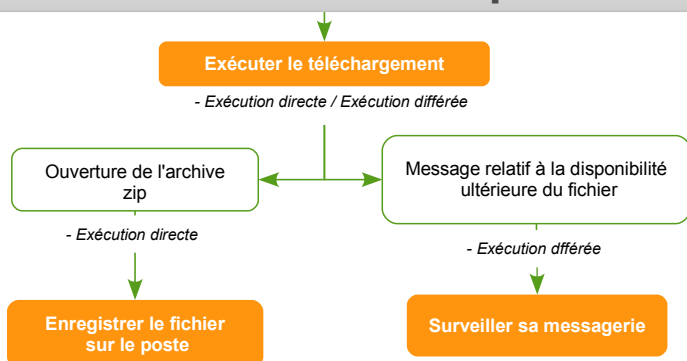 Exécuter le téléchargement
- Exécution directe / Exécution différée
Ouverture de l'archive
zip
Message relatif à la disponibilité
ultérieure du fichier
- Exécution directe
- Exécution dfférée
Enregistrer le fichier
sur le poste
Surveiller sa messagerie